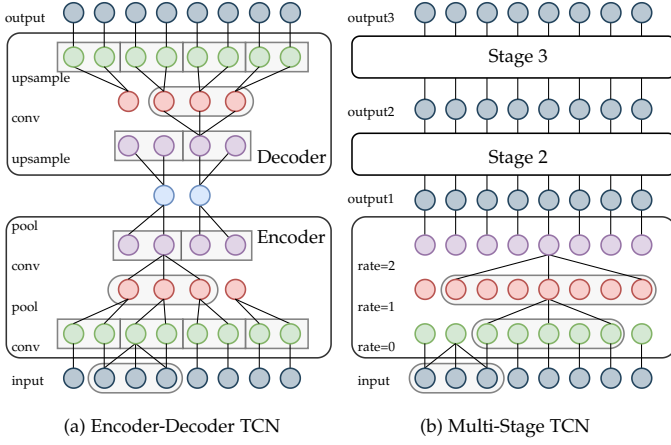 output
upsample
conv
upsample
Decoder
pool
Encoder
conv
pool
conv
input
(a) Encoder-Decoder TCN
output3
Stage 3
output2
Stage 2
output1
rate=2
rate=1
rate=0
input
(b) Multi-Stage TCN